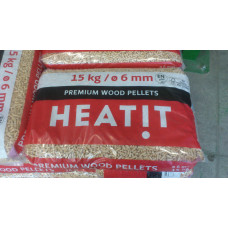 15 kg / ø 6 mm
PREMIUM WOOD PELLETS
HEAT!T
PREMIUM WOOD PELLETS